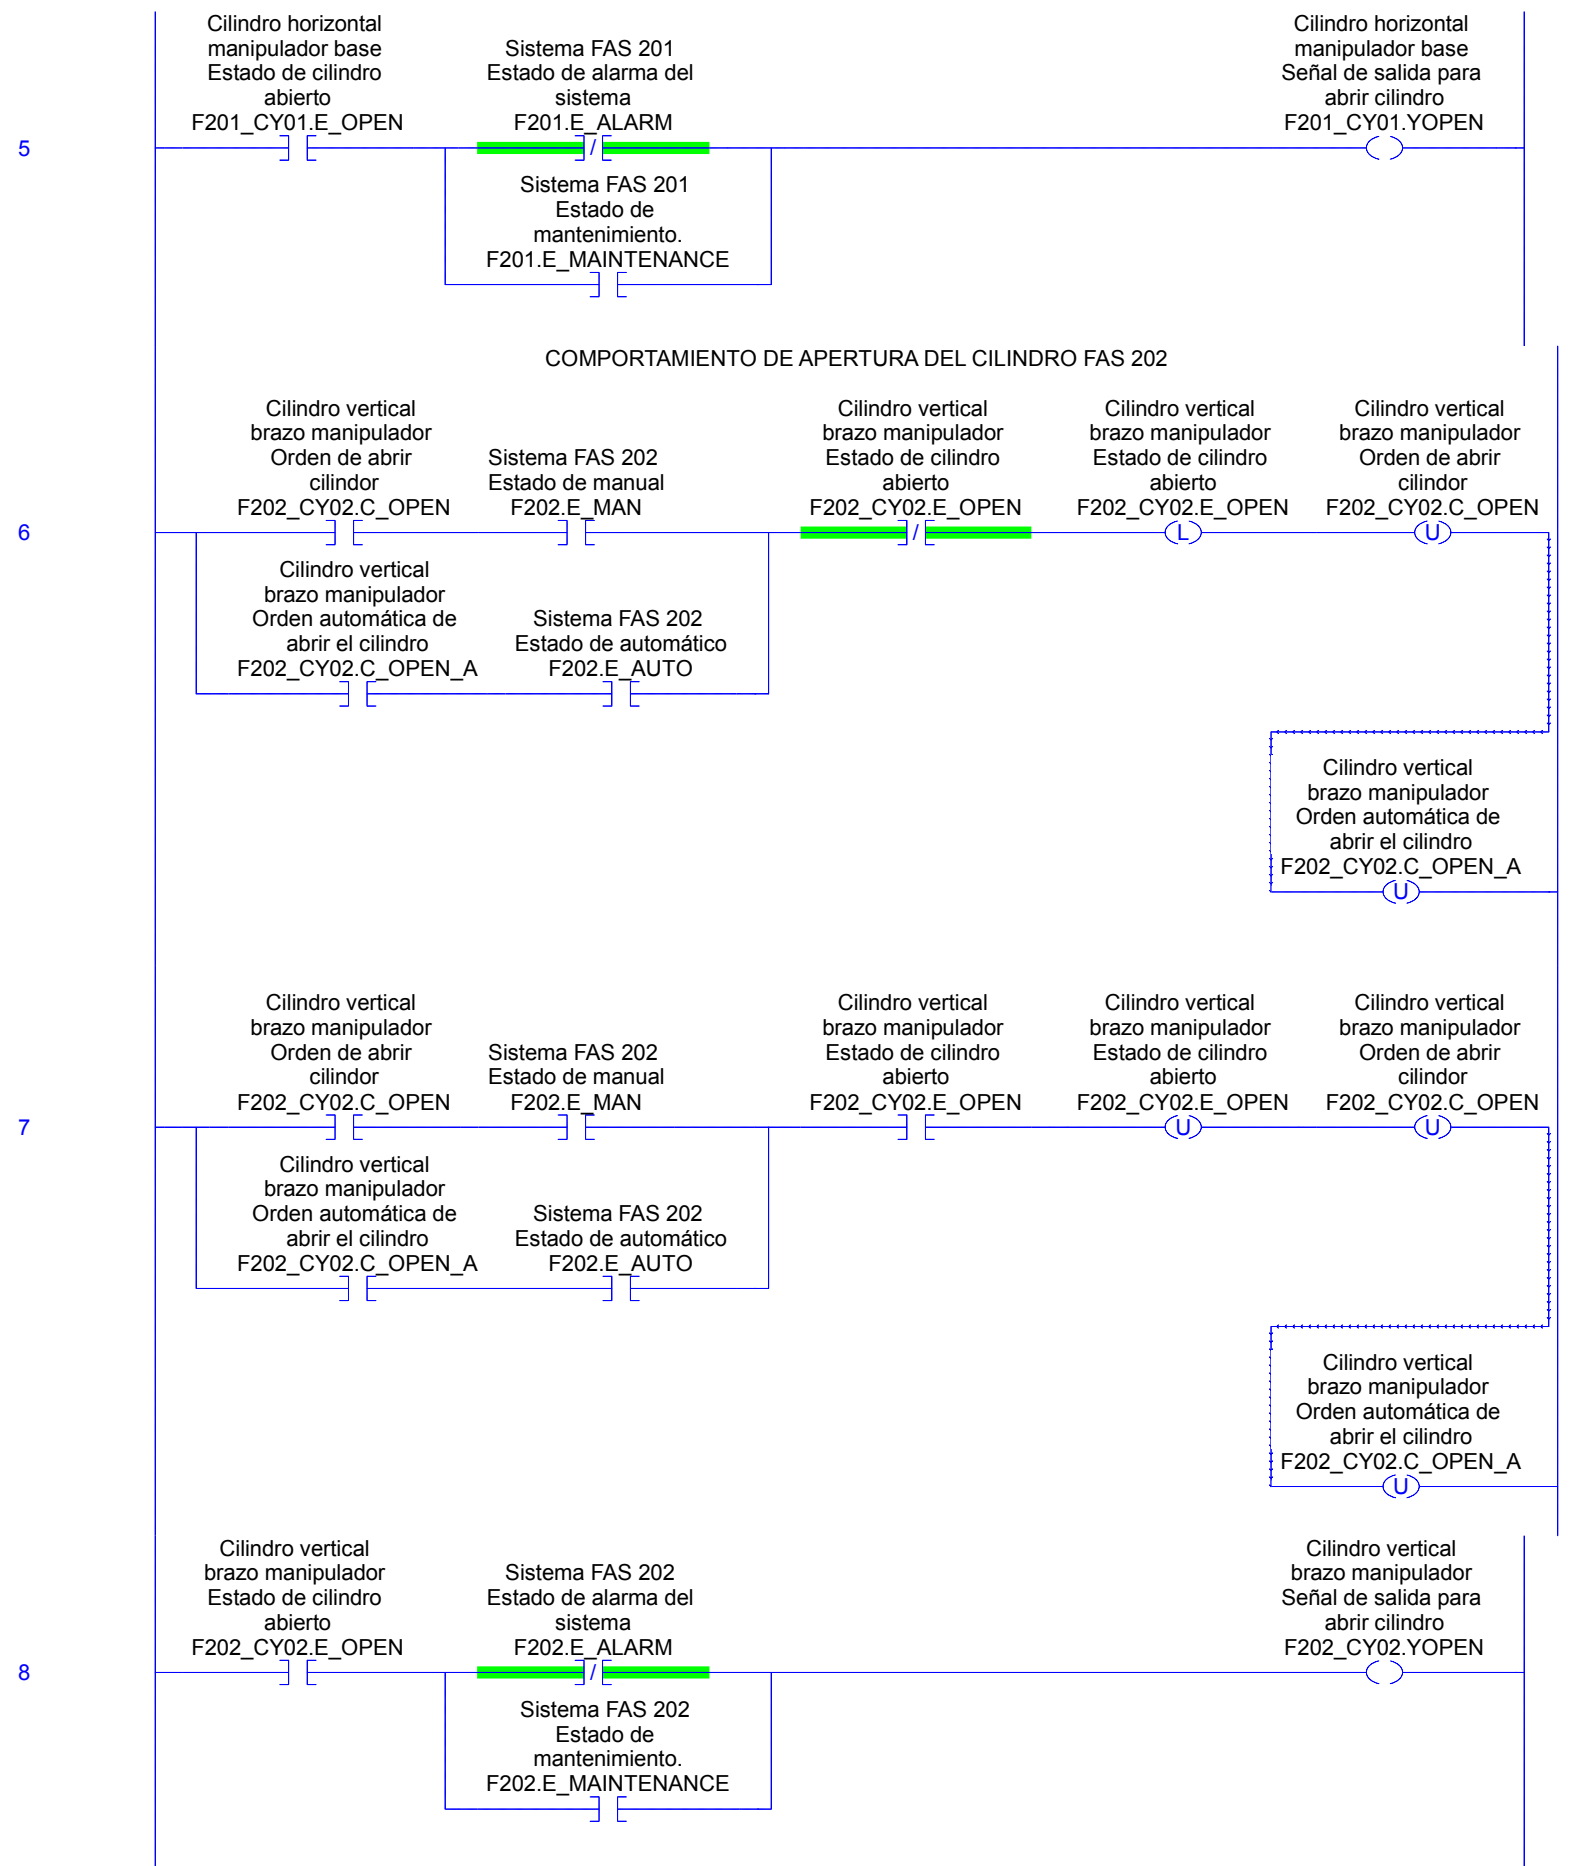 Cilindro horizontal
manipulador base
Estado de cilindro
abierto
F201_CY01.E_OPEN
Sistema FAS 201
Estado de alarma del
sistema
F201.E_ALARM
Cilindro horizontal
manipulador base
Señal de salida para
abrir cilindro
F201_CY01.YOPEN
5
/
Sistema FAS 201
Estado de
mantenimiento.
F201.E_MAINTENANCE
COMPORTAMIENTO DE APERTURA DEL CILINDRO FAS 202
Cilindro vertical
brazo manipulador
Orden de abrir
cilindor
F202_CY02.C_OPEN
Sistema FAS 202
Estado de manual
F202.E_MAN
Cilindro vertical
brazo manipulador
Estado de cilindro
abierto
F202_CY02.E_OPEN
Cilindro vertical
brazo manipulador
Estado de cilindro
abierto
F202_CY02.E_OPEN
Cilindro vertical
brazo manipulador
Orden de abrir
cilindor
F202_CY02.C_OPEN
6
/
L
U
Cilindro vertical
brazo manipulador
Orden automática de
abrir el cilindro
F202_CY02.C_OPEN_A
Sistema FAS 202
Estado de automático
F202.E_AUTO
Cilindro vertical
brazo manipulador
Orden automática de
abrir el cilindro
F202_CY02.C_OPEN_A
U
Cilindro vertical
brazo manipulador
Orden de abrir
cilindor
F202_CY02.C_OPEN
Sistema FAS 202
Estado de manual
F202.E_MAN
Cilindro vertical
brazo manipulador
Estado de cilindro
abierto
F202_CY02.E_OPEN
Cilindro vertical
brazo manipulador
Estado de cilindro
abierto
F202_CY02.E_OPEN
Cilindro vertical
brazo manipulador
Orden de abrir
cilindor
F202_CY02.C_OPEN
7
U
U
Cilindro vertical
brazo manipulador
Orden automática de
abrir el cilindro
F202_CY02.C_OPEN_A
Sistema FAS 202
Estado de automático
F202.E_AUTO
Cilindro vertical
brazo manipulador
Orden automática de
abrir el cilindro
F202_CY02.C_OPEN_A
U
Cilindro vertical
brazo manipulador
Estado de cilindro
abierto
F202_CY02.E_OPEN
Sistema FAS 202
Estado de alarma del
sistema
F202.E_ALARM
Cilindro vertical
brazo manipulador
Señal de salida para
abrir cilindro
F202_CY02.YOPEN
8
/
Sistema FAS 202
Estado de
mantenimiento.
F202.E_MAINTENANCE